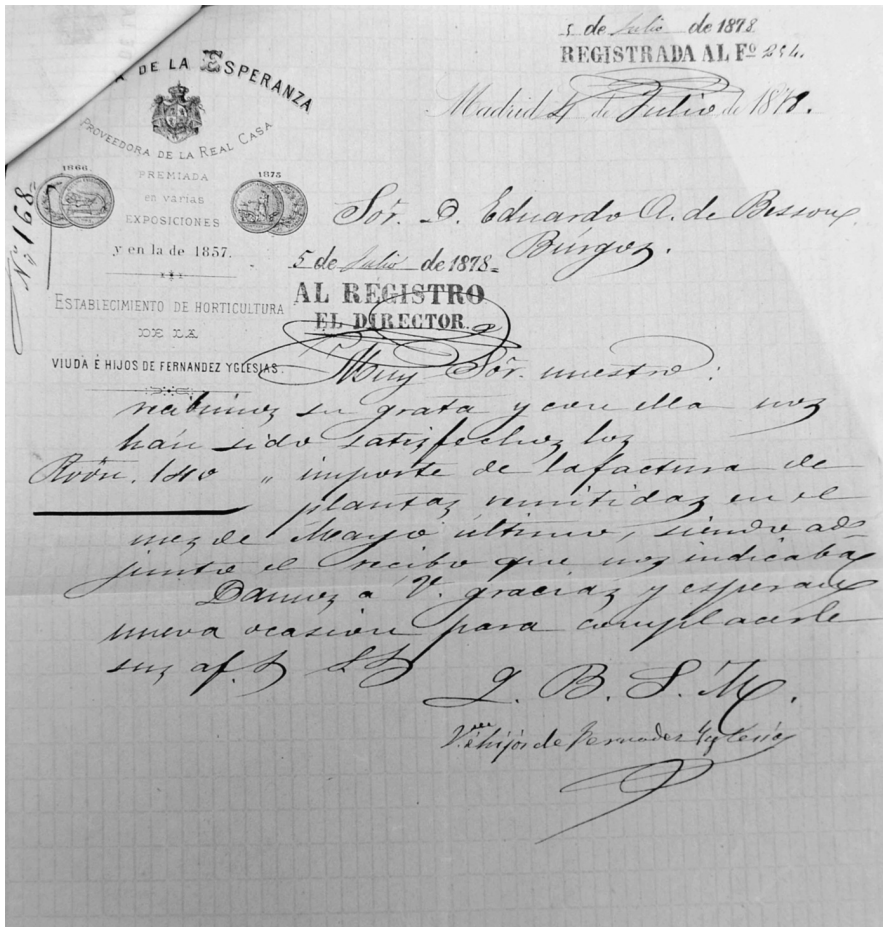 5 de Julio de 1878
REGISTRADA AL Fº 254.
DE LA ESPERANZA
PROVEEDORA DE LA REAL CASA
Madrid 4 de Julio de 1878.
1866
PREMIADA
1875
en varias
EXPOSICIONES
y en la de 1857.
Nº 168
ESTABLECIMIENTO DE HORTICULTURA
DE LA
VIUDA É HIJOS DE FERNANDEZ YGLESIAS.
Sor. D. Eduardo A. de Besson
Búrgos.
5 de Julio de 1878
AL REGISTRO
EL DIRECTOR.
Muy Sor. nuestro:
recibimos su grata y con ella nos
han sido satisfechos los
Rvón. 140 " importe de la factura de
plantas remitidas en el
mes de Mayo último, siendo ad-
junto el recibo que nos indicaba
Damos a V. gracias y esperamos
nueva ocasion para complacerle
sus af. SS
Q. B. S. M.
V. é hijos de Fernandez Yglesias